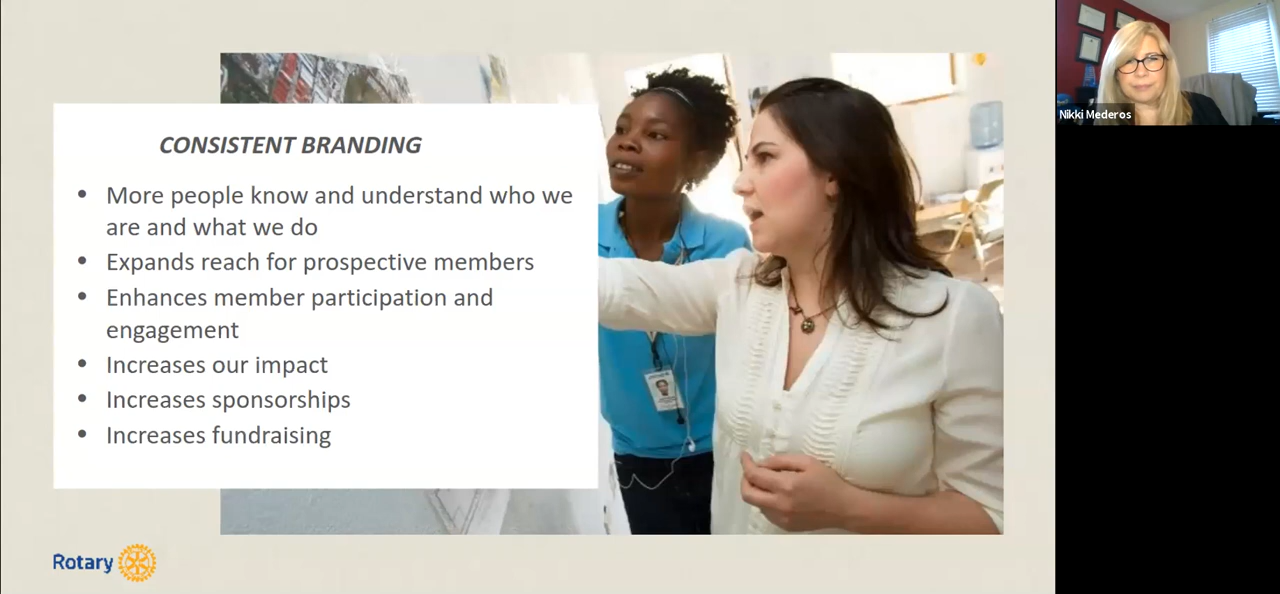 CONSISTENT BRANDING
• More people know and understand who we
are and what we do
• Expands reach for prospective members
• Enhances member participation and
engagement
• Increases our impact
• Increases sponsorships
• Increases fundraising
Rotary
Nikki Mederos